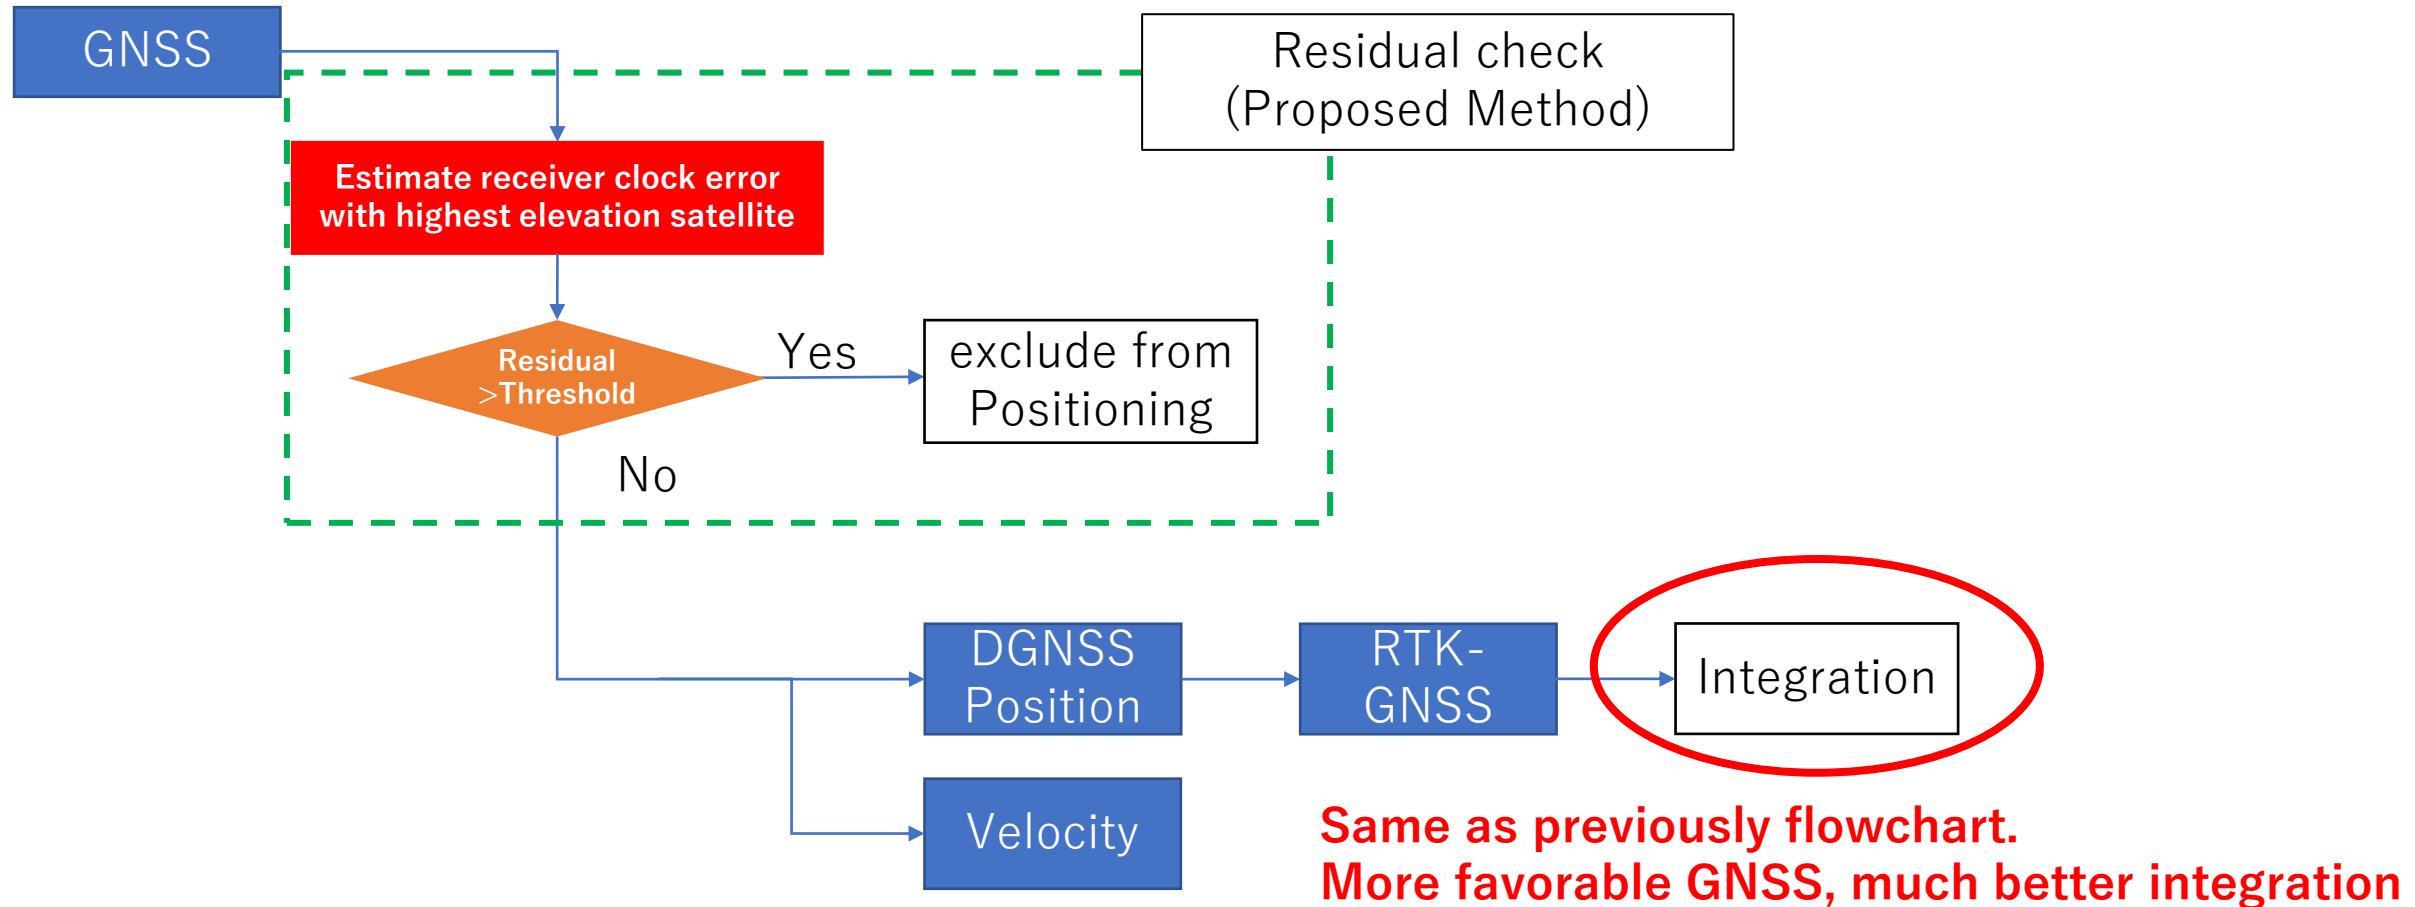 GNSS
Residual check
(Proposed Method)
Estimate receiver clock error
with highest elevation satellite
Residual
>Threshold
Yes
exclude from
Positioning
No
DGNSS
Position
RTK-
GNSS
Integration
Velocity
Same as previously flowchart.
More favorable GNSS, much better integration